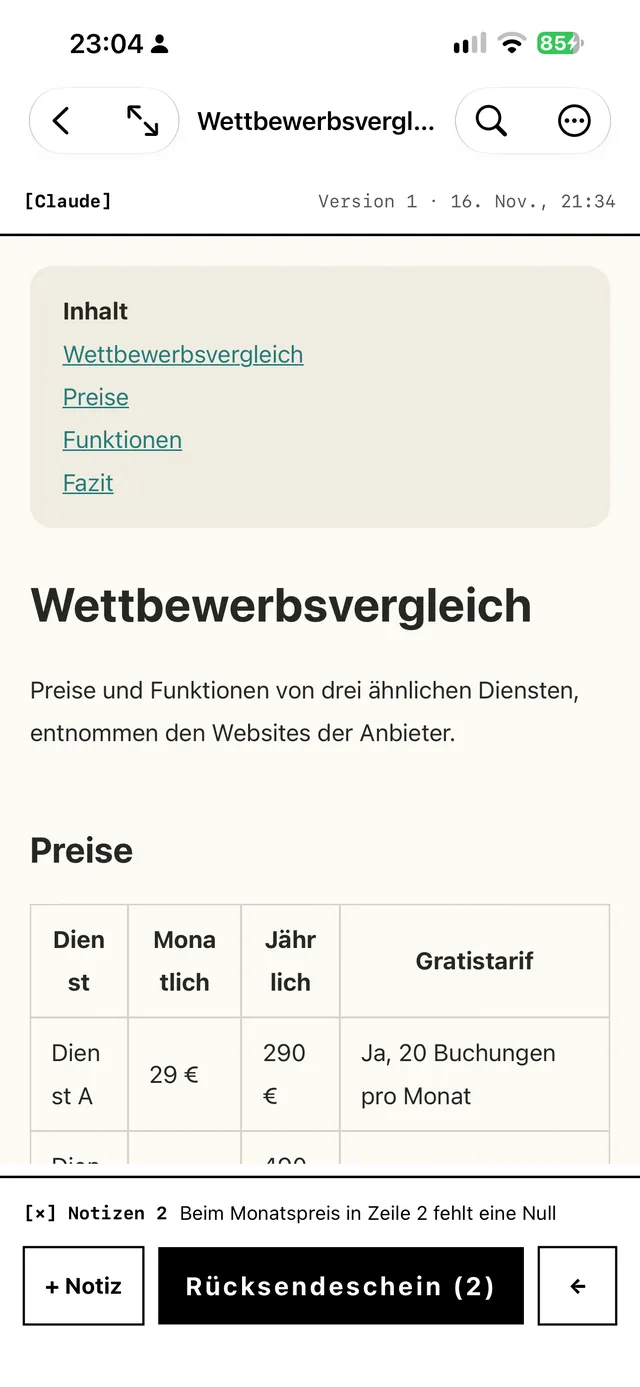 23:04
85
Wettbewerbsvergl...
[Claude]
Version 1 · 16. Nov., 21:34
Inhalt
Wettbewerbsvergleich
Preise
Funktionen
Fazit
Wettbewerbsvergleich
Preise und Funktionen von drei ähnlichen Diensten,
entnommen den Websites der Anbieter.
Preise
Dien
st
Mona
tlich
Jähr
lich
Gratistarif
Dien
st A
29 €
290
€
Ja, 20 Buchungen
pro Monat
[×] Notizen 2 Beim Monatspreis in Zeile 2 fehlt eine Null
+ Notiz
Rücksendeschein (2)
←